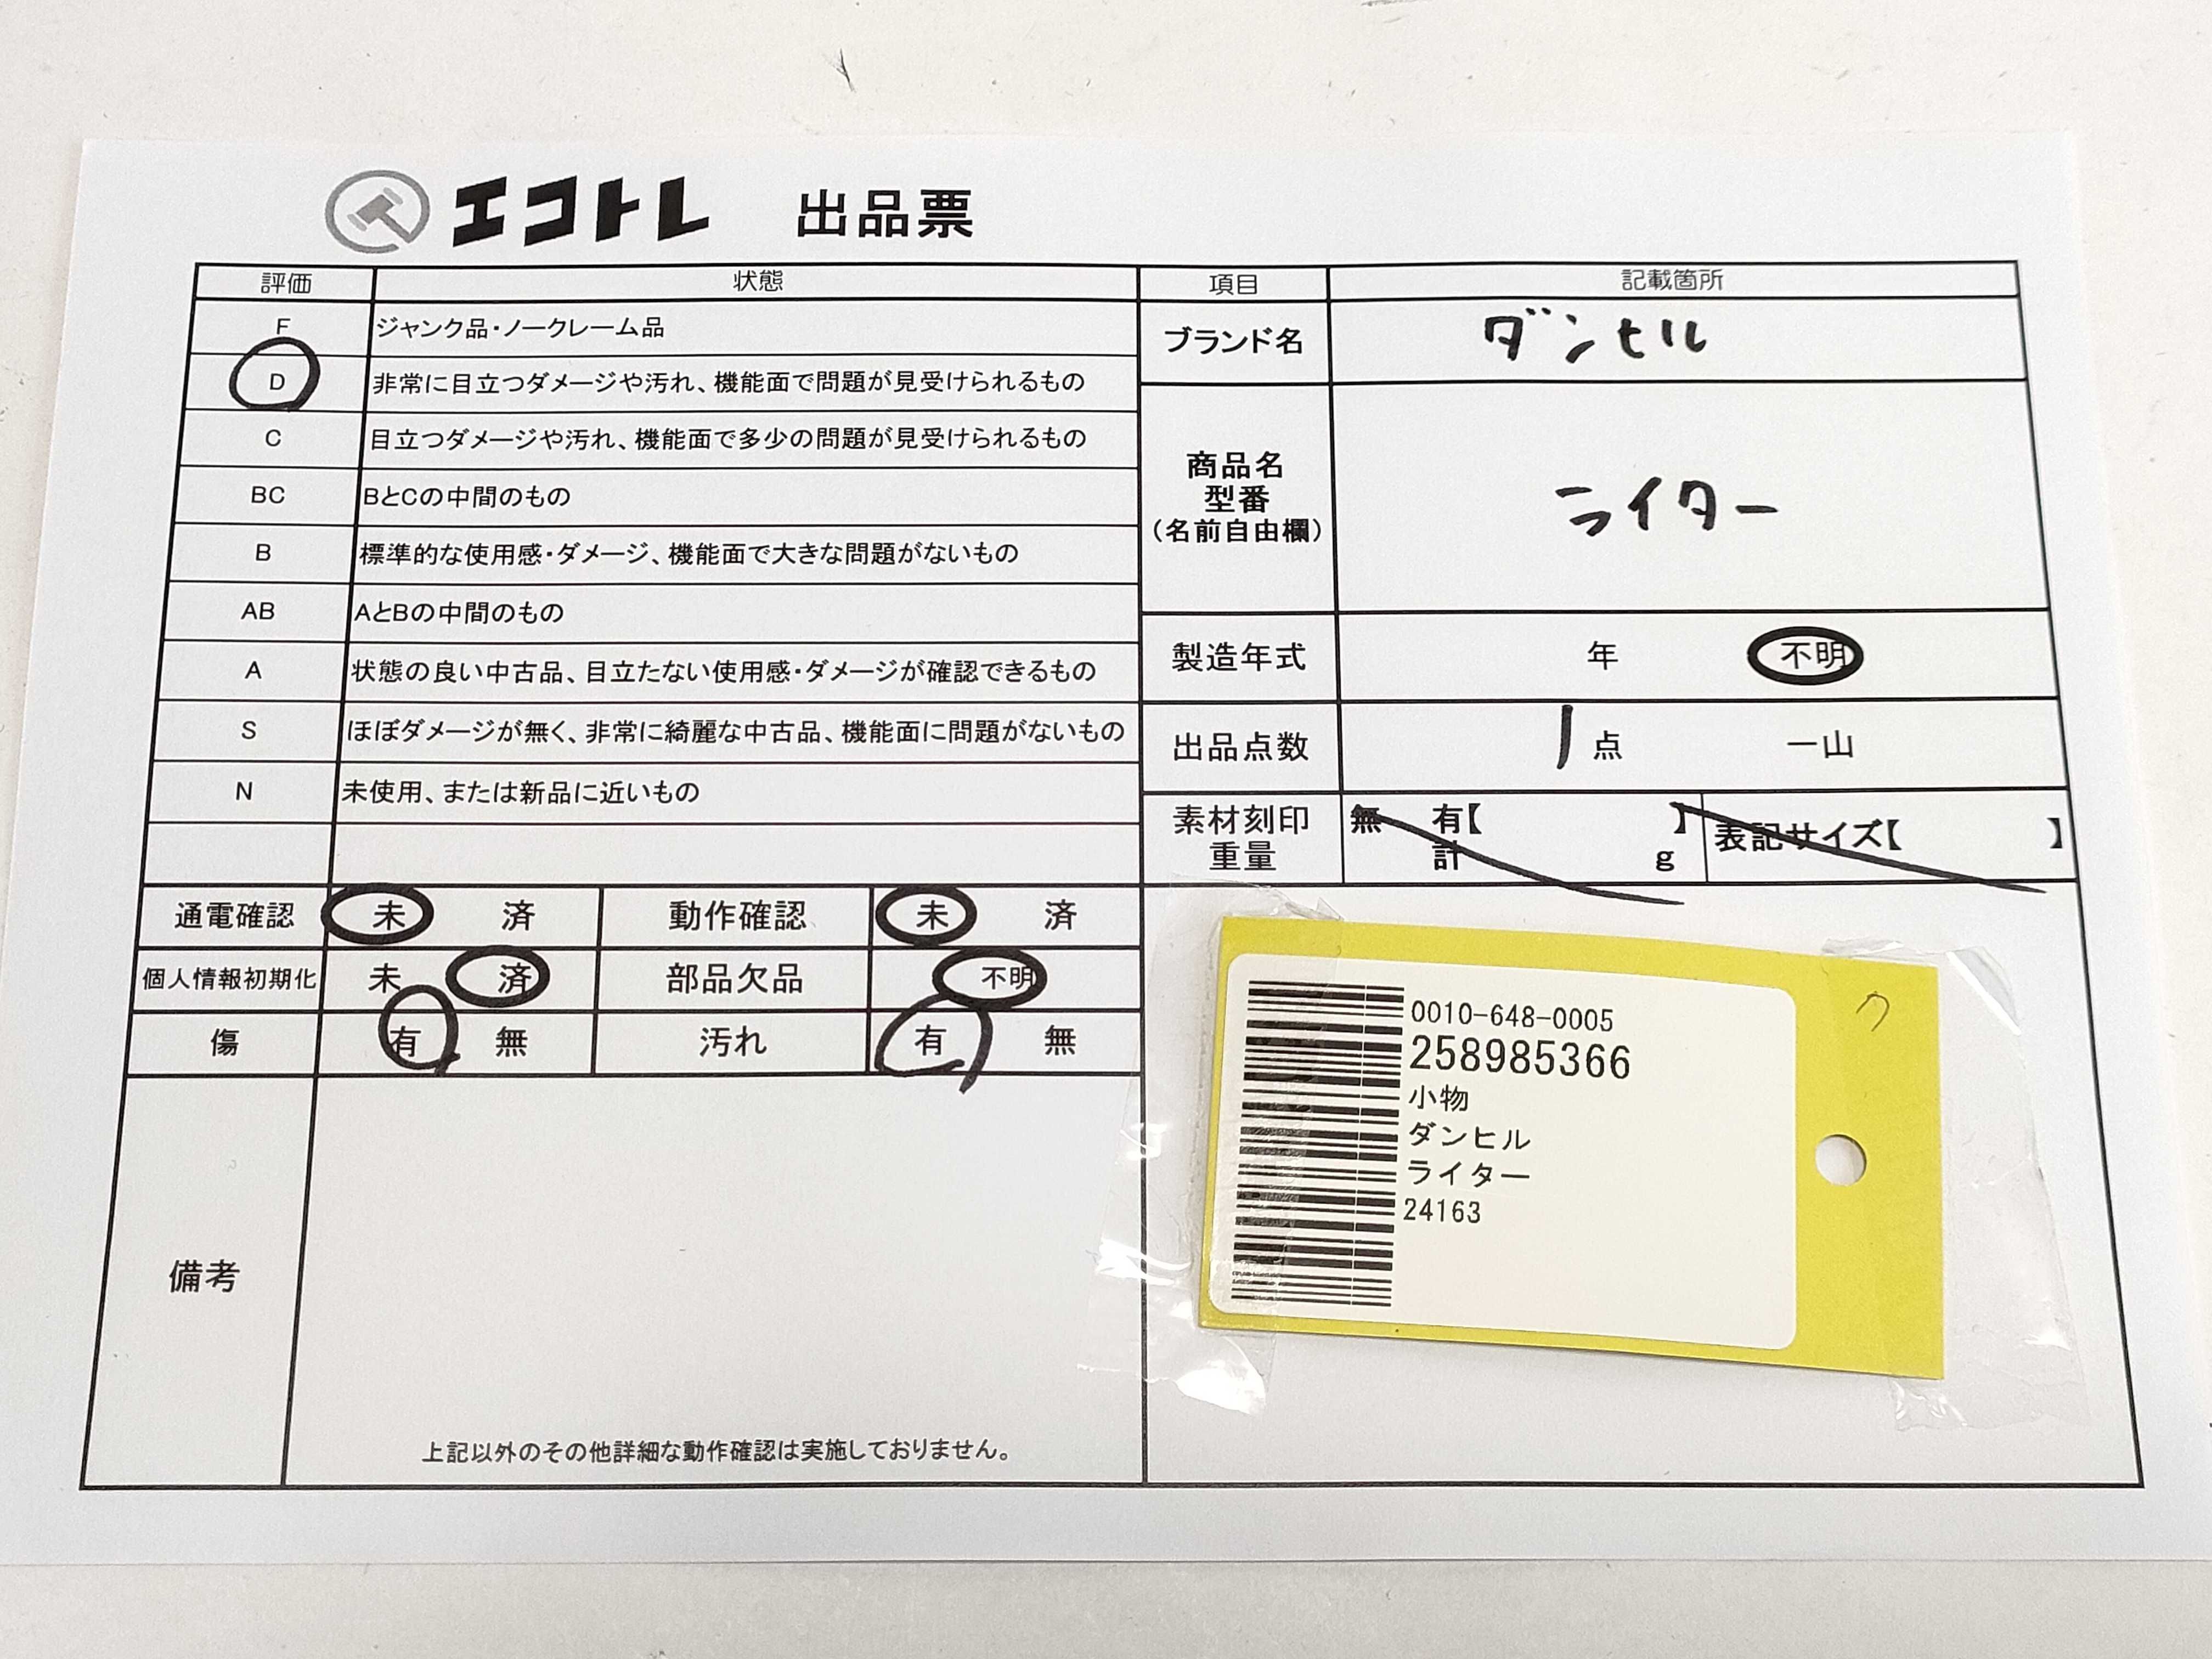 エコトレ 出品票
評価 状態 項目 記載箇所
F ジャンク品・ノークレーム品
D 非常に目立つダメージや汚れ、機能面で問題が見受けられるもの
C 目立つダメージや汚れ、機能面で多少の問題が見受けられるもの
BC BとCの中間のもの
B 標準的な使用感・ダメージ、機能面で大きな問題がないもの
AB AとBの中間のもの
A 状態の良い中古品、目立たない使用感・ダメージが確認できるもの
S ほぼダメージが無く、非常に綺麗な中古品、機能面に問題がないもの
N 未使用、または新品に近いもの
ブランド名 ダンヒル
商品名
型番
(名前自由欄)
ライター
製造年式 年 不明
出品点数 1点 一山
素材刻印 無 有【 】 表記サイズ【 】
重量 計 g
通電確認 未 済 動作確認 未 済
個人情報初期化 未 済 部品欠品 不明
傷 有 無 汚れ 有 無
備考
上記以外のその他詳細な動作確認は実施しておりません。
0010-648-0005
258985366
小物
ダンヒル
ライター
24163